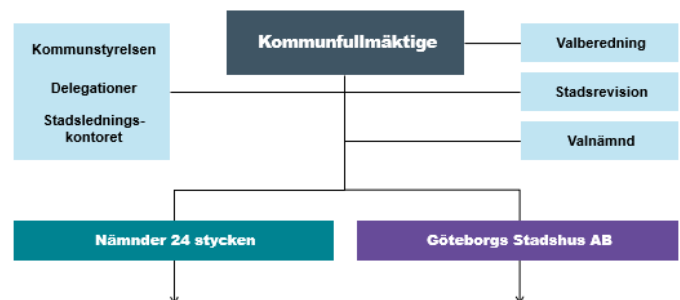 Kommunstyrelsen
Delegationer
Stadslednings-
kontoret
Kommunfullmäktige
Valberedning
Stadsrevision
Valnämnd
Nämnder 24 stycken
Göteborgs Stadshus AB